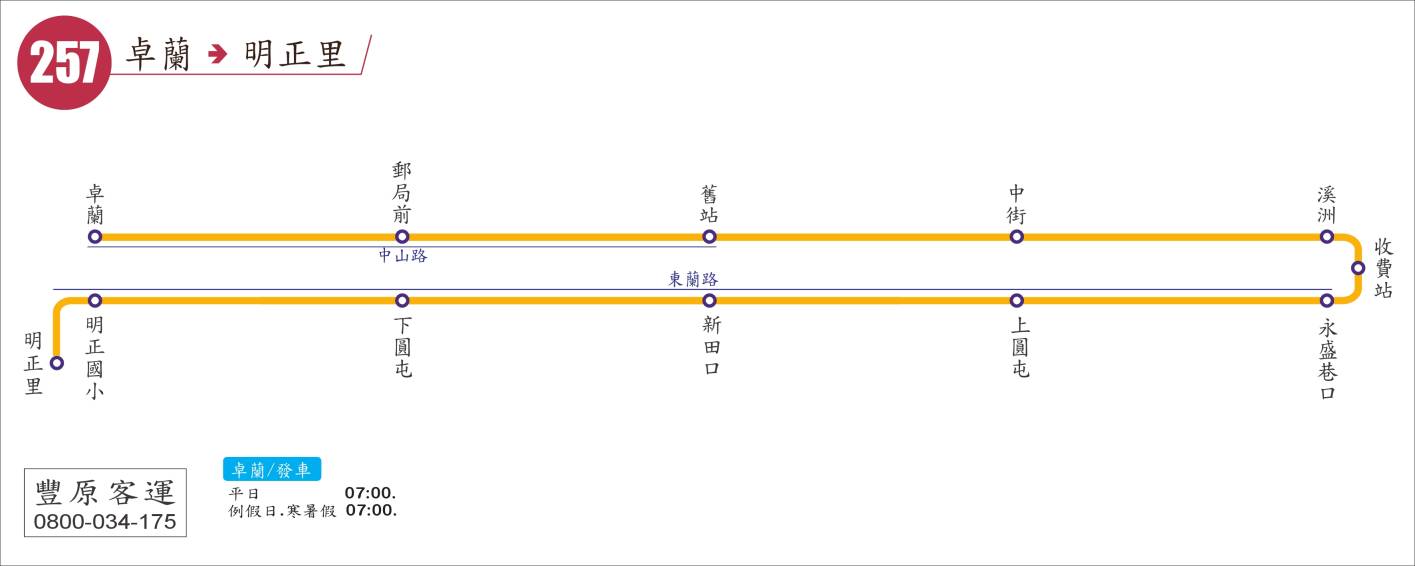 257 卓蘭 → 明正里
卓蘭
郵局前
舊站
中街
溪洲
中山路
收費站
東蘭路
永盛巷口
上圓屯
新田口
下圓屯
明正國小
明正里
豐原客運
0800-034-175
卓蘭/發車
平日 07:00.
例假日.寒暑假 07:00.